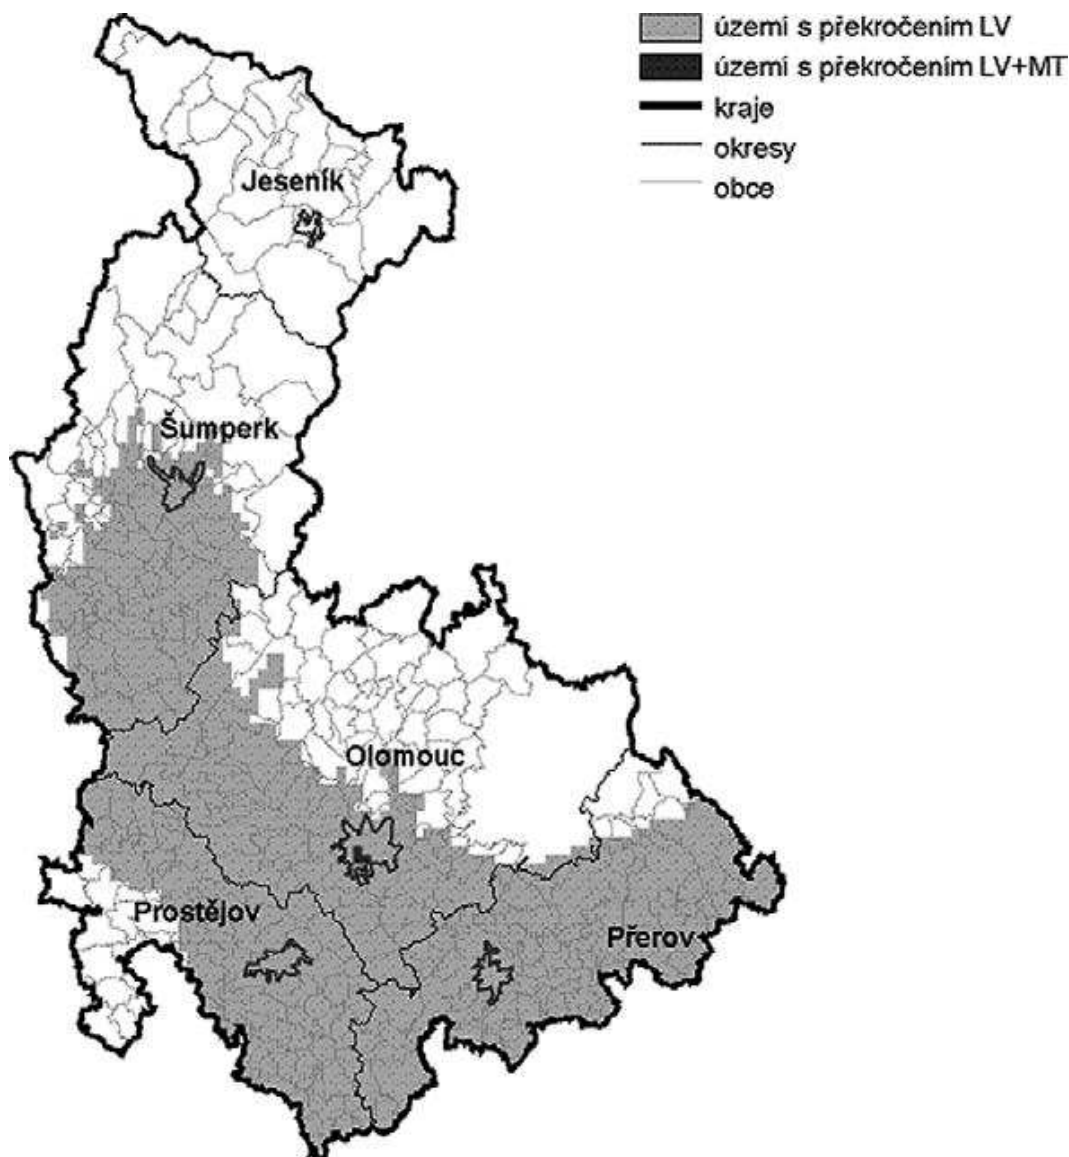 území s překročením LV
území s překročením LV+MT
kraje
okresy
obce
Jeseník
Šumperk
Olomouc
Prostějov
Přerov